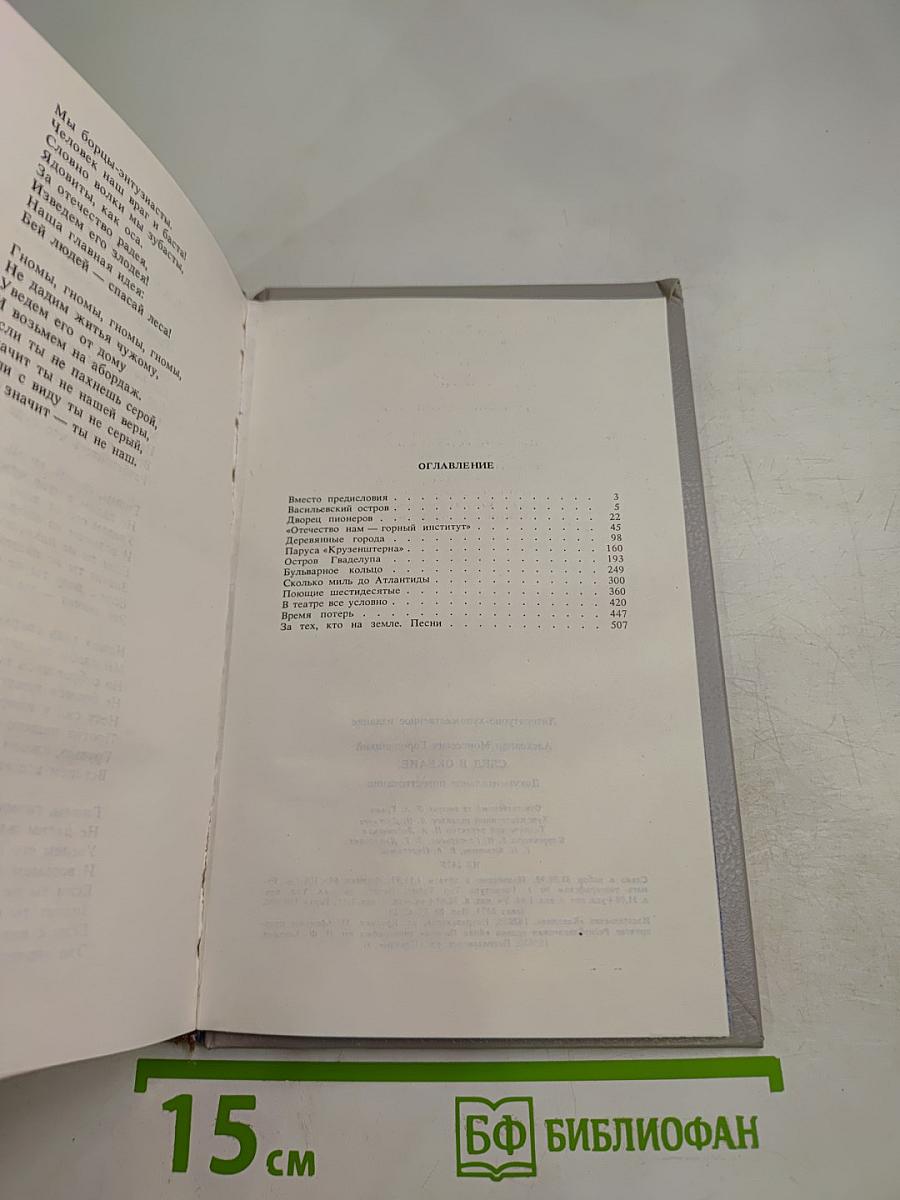 Мы борцы-энтузиасты,
Человек наш враг и баста!
Словно волки мы зубасты,
Ядовиты, как оса.
За отечество радея,
Изведем его злодея!
Наша главная идея:
Бей людей — спасай леса!
Гномы, гномы, гномы, гномы,
Не дадим житья чужому,
Уведем его от дому
И возьмем на абордаж.
сли ты не пахнешь серой,
начит ты не нашей веры,
ли с виду ты не серый,
значит — ты не наш.
ОГЛАВЛЕНИЕ
Вместо предисловия . . . . . . . . . . . . . . . 3
Васильевский остров . . . . . . . . . . . . . . . 5
Дворец пионеров . . . . . . . . . . . . . . . . 22
«Отечество нам — горный институт» . . . . . . . . . 45
Деревянные города . . . . . . . . . . . . . . . 98
Паруса «Крузенштерна» . . . . . . . . . . . . . . 160
Остров Гваделупа . . . . . . . . . . . . . . . . 193
Бульварное кольцо . . . . . . . . . . . . . . . 249
Сколько миль до Атлантиды . . . . . . . . . . . . 300
Поющие шестидесятые . . . . . . . . . . . . . . 360
В театре все условно . . . . . . . . . . . . . . . 420
Время потерь . . . . . . . . . . . . . . . . . 447
За тех, кто на земле. Песни . . . . . . . . . . . . 507
15 см
БФ БИБЛИОФАН